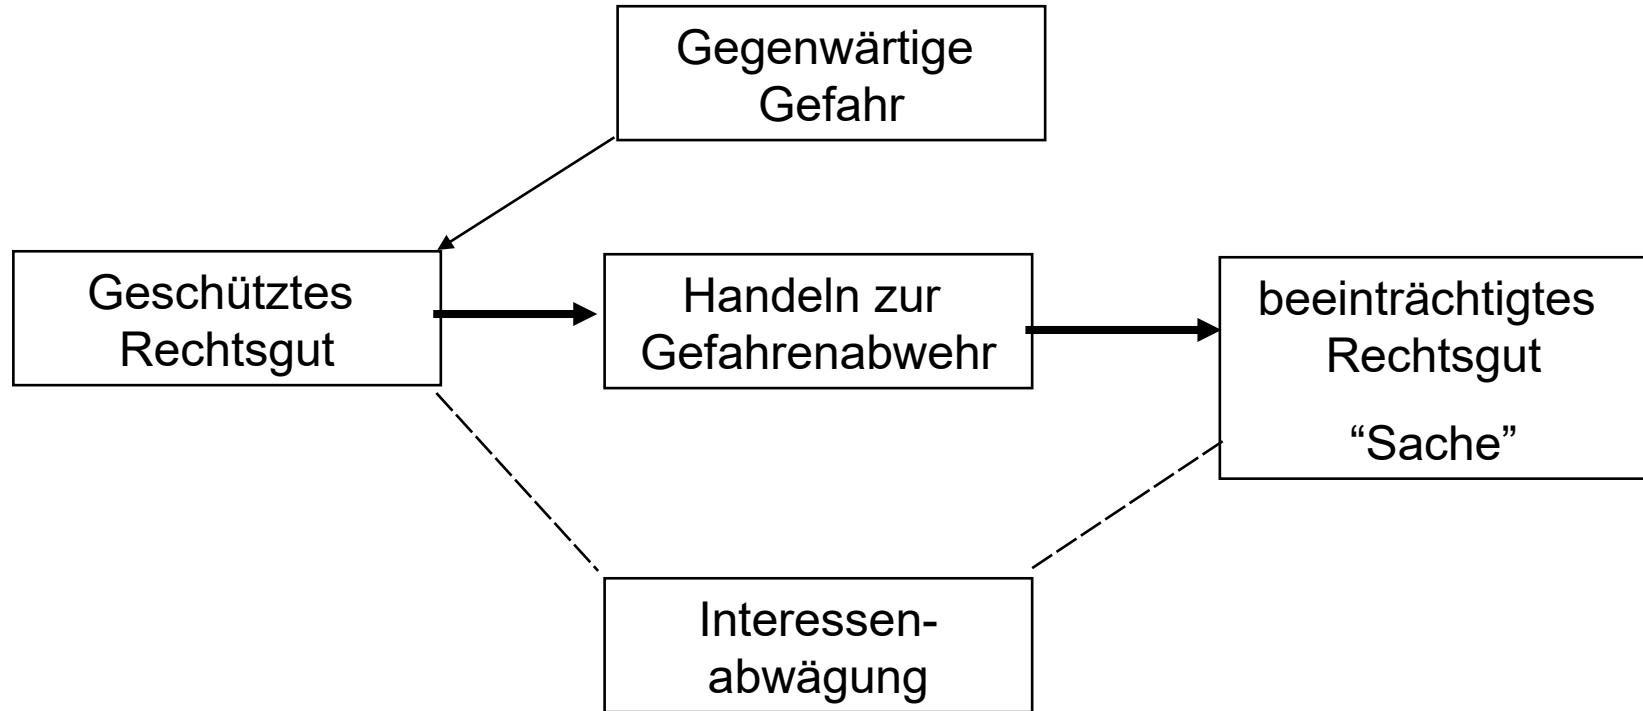 Gegenwärtige
Gefahr
Geschütztes
Rechtsgut
Handeln zur
Gefahrenabwehr
beeinträchtigtes
Rechtsgut
“Sache”
Interessen-
abwägung